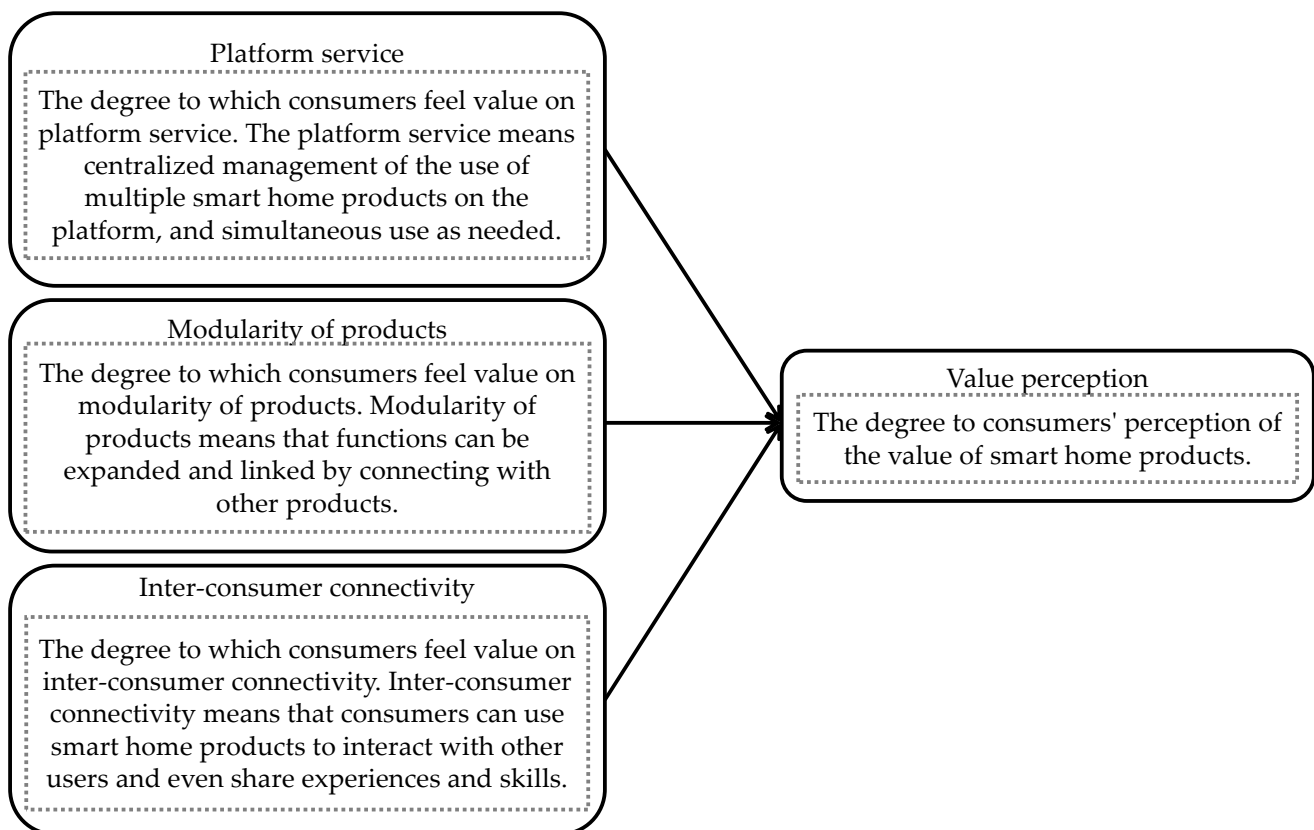 Platform service
The degree to which consumers feel value on
platform service. The platform service means
centralized management of the use of
multiple smart home products on the
platform, and simultaneous use as needed.
Modularity of products
The degree to which consumers feel value on
modularity of products. Modularity of
products means that functions can be
expanded and linked by connecting with
other products.
Inter-consumer connectivity
The degree to which consumers feel value on
inter-consumer connectivity. Inter-consumer
connectivity means that consumers can use
smart home products to interact with other
users and even share experiences and skills.
Value perception
The degree to consumers' perception of
the value of smart home products.